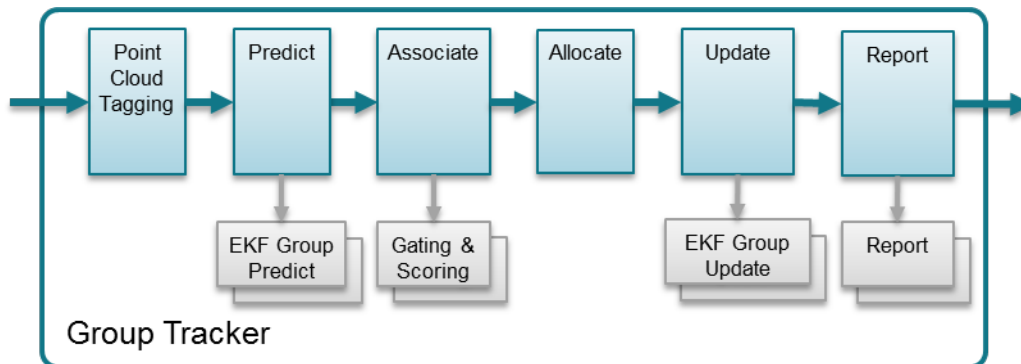 Point
Cloud
Tagging
Predict
Associate
Allocate
Update
Report
EKF Group
Predict
Gating &
Scoring
EKF Group
Update
Report
Group Tracker